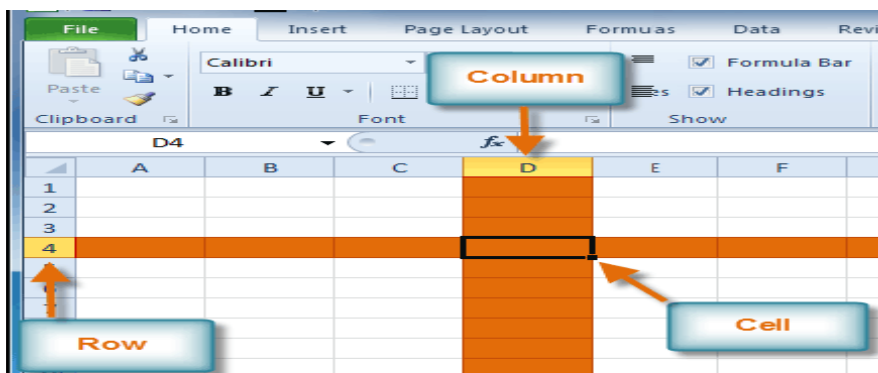 File Home Insert Page Layout Formuas Data Revi
Calibri Formula Bar
Paste B I U Headings
Clipboard Font Show
Column
D4 fx
A B C D E F
1
2
3
4
Row
Cell